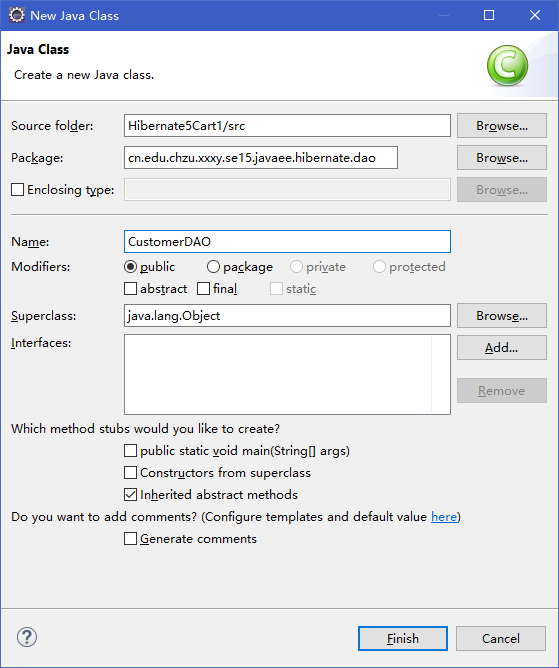 New Java Class
Java Class
Create a new Java class.
C
Source folder: Hibernate5Cart1/src Browse...
Package: cn.edu.chzu.xxxy.se15.javaee.hibernate.dao Browse...
Enclosing type: Browse...
Name: CustomerDAO
Modifiers: public package private protected
abstract final static
Superclass: java.lang.Object Browse...
Interfaces: Add...
Remove
Which method stubs would you like to create?
public static void main(String[] args)
Constructors from superclass
Inherited abstract methods
Do you want to add comments? (Configure templates and default value here)
Generate comments
? Finish Cancel